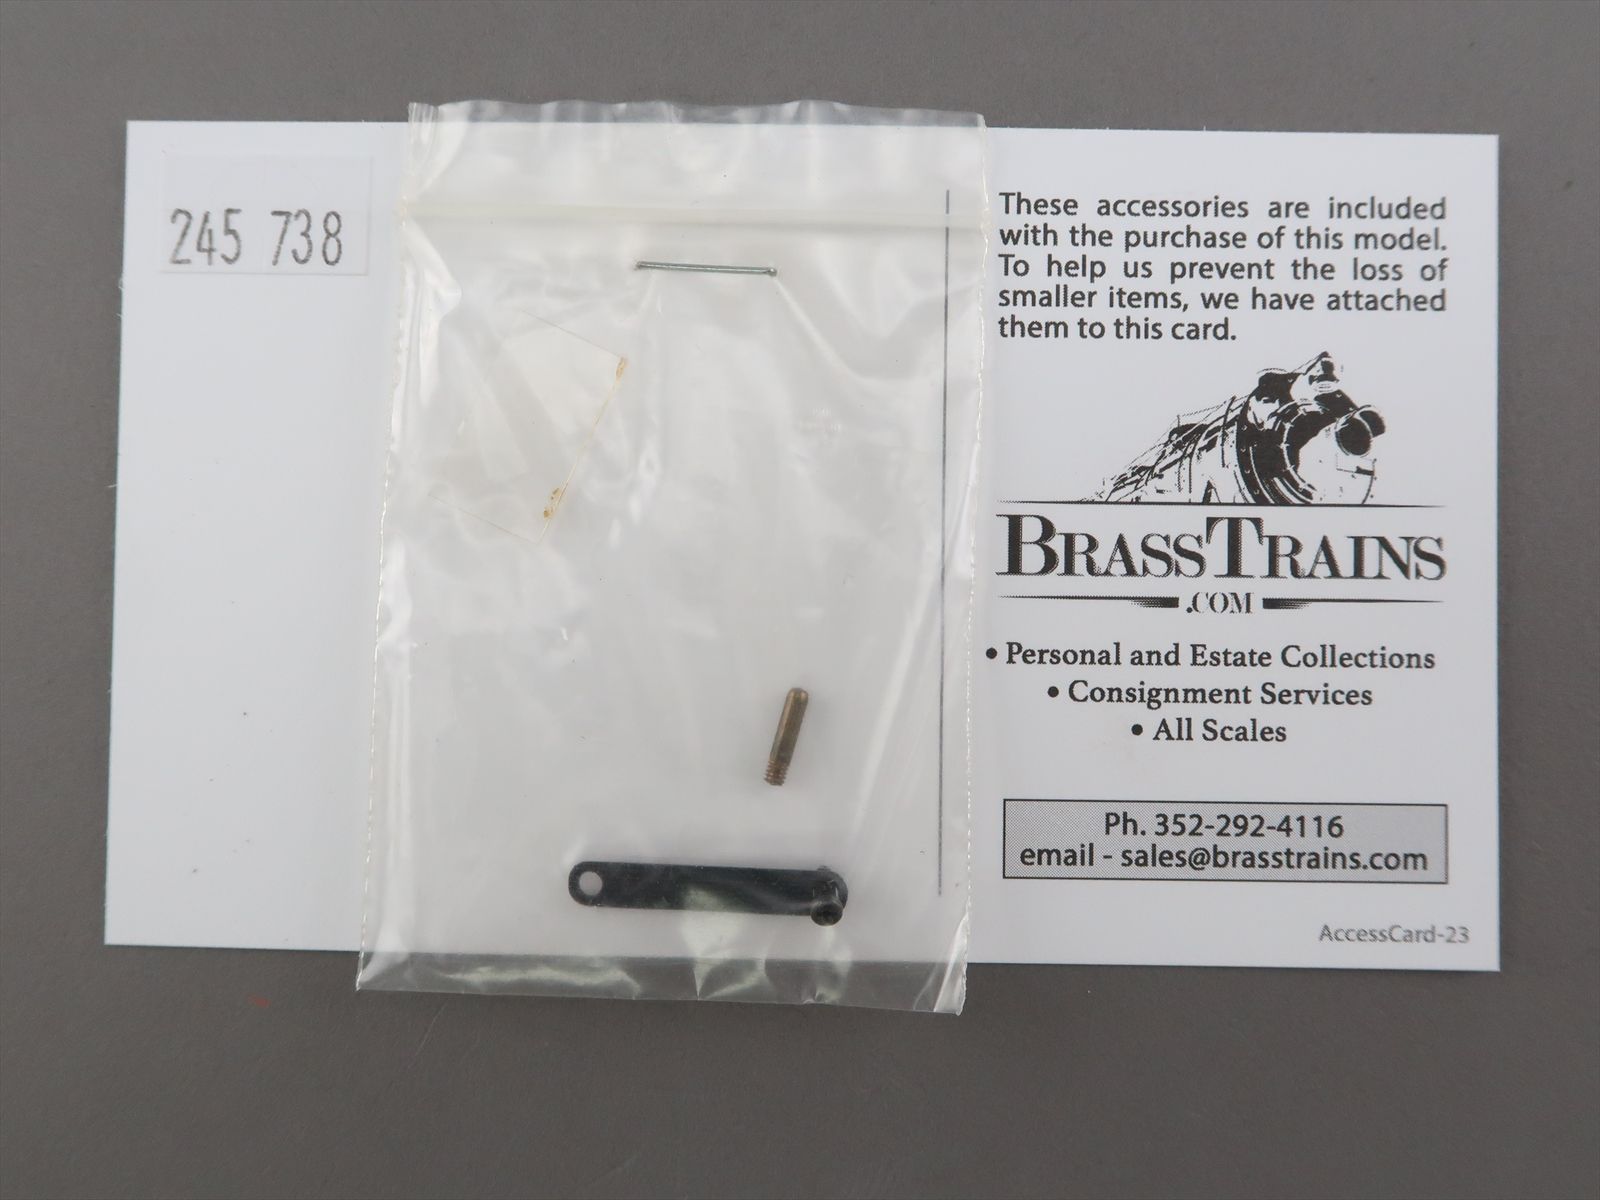 245 738
These accessories are included
with the purchase of this model.
To help us prevent the loss of
smaller items, we have attached
them to this card.
BRASSTRAINS
.COM
• Personal and Estate Collections
• Consignment Services
• All Scales
Ph. 352-292-4116
email - sales@brasstrains.com
AccessCard-23